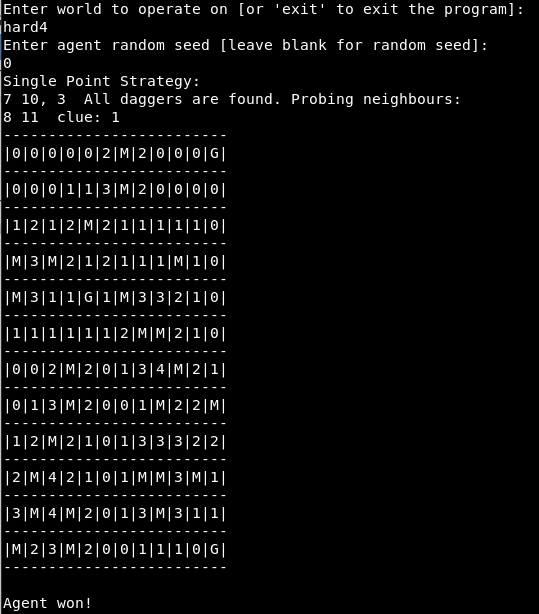 Enter world to operate on [or 'exit' to exit the program]:
hard4
Enter agent random seed [leave blank for random seed]:
0
Single Point Strategy:
7 10, 3  All daggers are found. Probing neighbours:
8 11  clue: 1
-------------------------
|0|0|0|0|0|2|M|2|0|0|0|G|
-------------------------
|0|0|0|1|1|3|M|2|0|0|0|0|
-------------------------
|1|2|1|2|M|2|1|1|1|1|1|0|
-------------------------
|M|3|M|2|1|2|1|1|1|M|1|0|
-------------------------
|M|3|1|1|G|1|M|3|3|2|1|0|
-------------------------
|1|1|1|1|1|1|2|M|M|2|1|0|
-------------------------
|0|0|2|M|2|0|1|3|4|M|2|1|
-------------------------
|0|1|3|M|2|0|0|1|M|2|2|M|
-------------------------
|1|2|M|2|1|0|1|3|3|3|2|2|
-------------------------
|2|M|4|2|1|0|1|M|M|3|M|1|
-------------------------
|3|M|4|M|2|0|1|3|M|3|1|1|
-------------------------
|M|2|3|M|2|0|0|1|1|1|0|G|
-------------------------
Agent won!